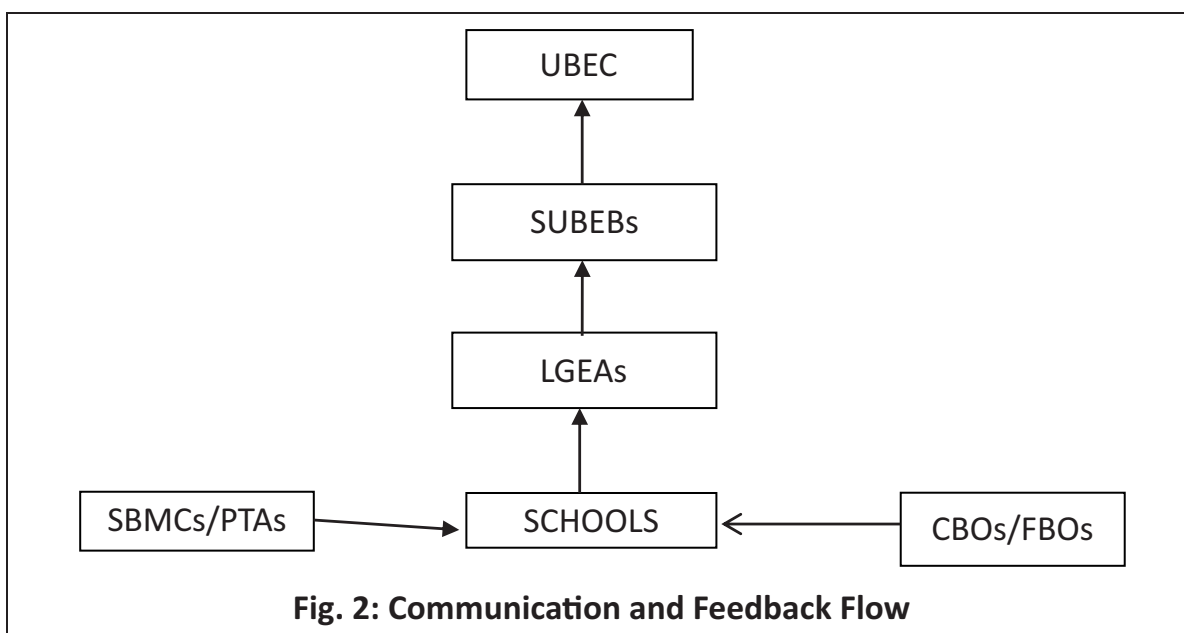 UBEC
SUBEBs
LGEAs
SBMCs/PTAs
SCHOOLS
CBOs/FBOs
Fig. 2: Communication and Feedback Flow